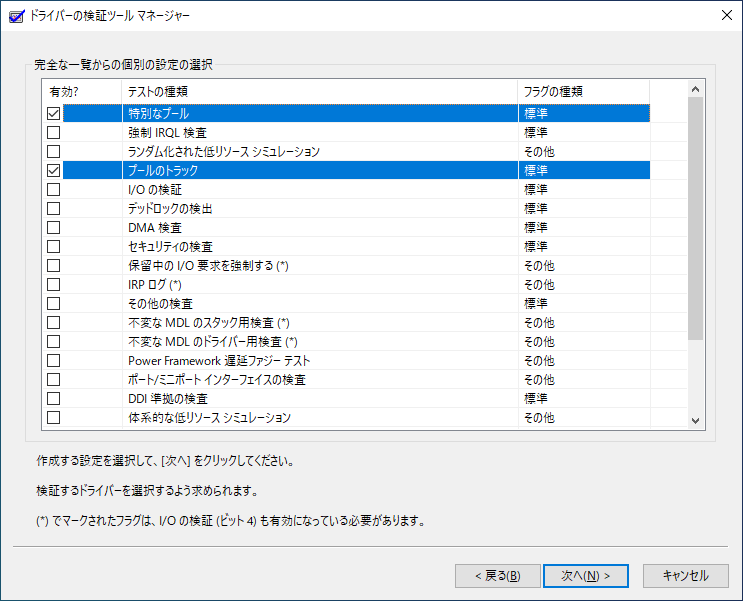 ドライバーの検証ツール マネージャー
完全な一覧からの個別の設定の選択
有効? テストの種類 フラグの種類
特別なプール 標準
強制 IRQL 検査 標準
ランダム化された低リソース シミュレーション その他
プールのトラック 標準
I/O の検証 標準
デッドロックの検出 標準
DMA 検査 標準
セキュリティの検査 標準
保留中の I/O 要求を強制する (*) その他
IRP ログ (*) その他
その他の検査 標準
不変な MDL のスタック用検査 (*) その他
不変な MDL のドライバー用検査 (*) その他
Power Framework 遅延ファジー テスト その他
ポート/ミニポート インターフェイスの検査 その他
DDI 準拠の検査 標準
体系的な低リソース シミュレーション その他
作成する設定を選択して、[次へ] をクリックしてください。
検証するドライバーを選択するよう求められます。
(*) でマークされたフラグは、I/O の検証 (ビット 4) も有効になっている必要があります。
< 戻る(B) 次へ(N) > キャンセル